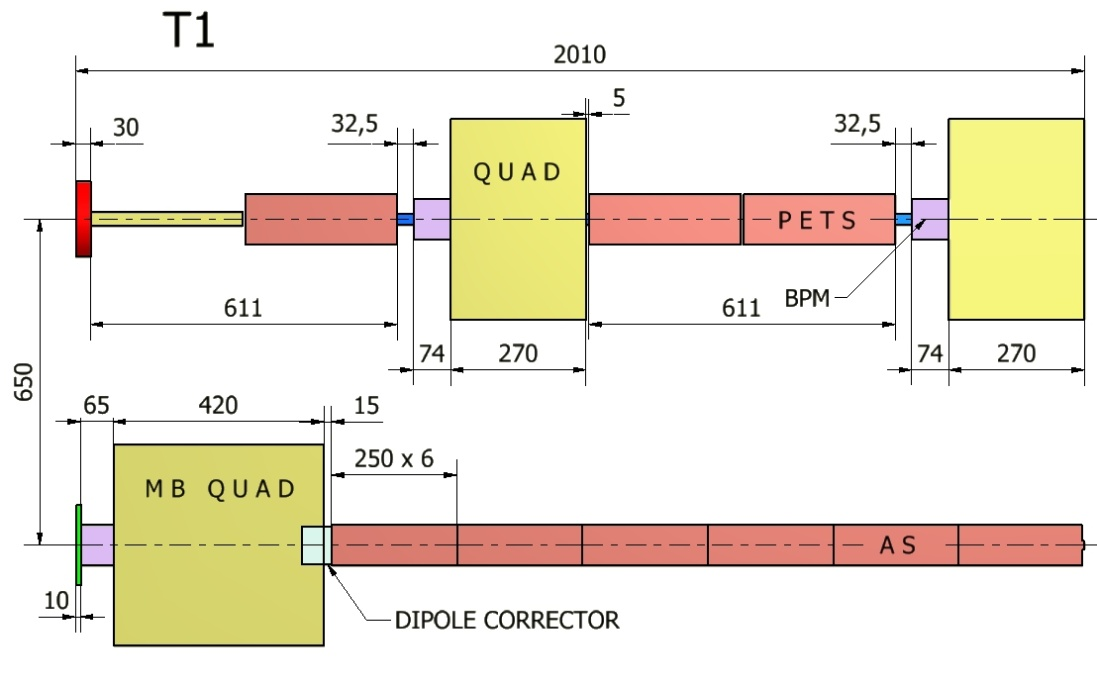 T1
2010
30
32,5
5
32,5
QUAD
PETS
BPM
611
611
74
270
74
270
650
65
420
15
250 x 6
MB QUAD
AS
10
DIPOLE CORRECTOR